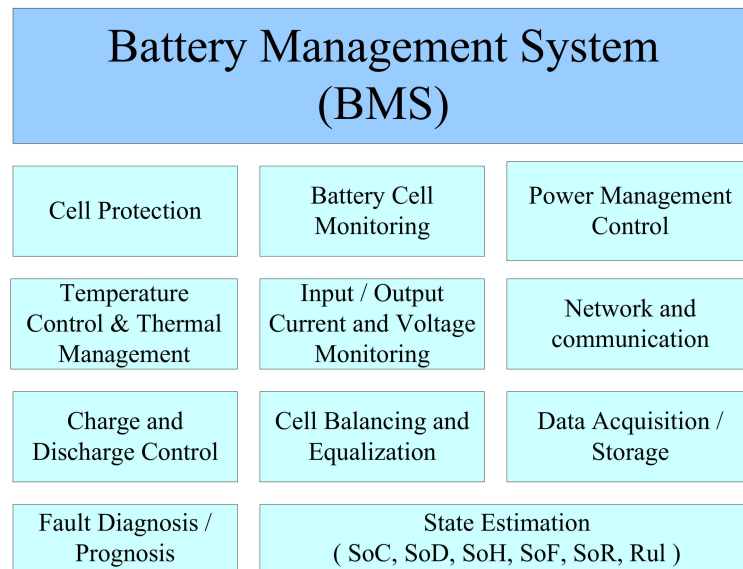 Battery Management System
(BMS)
Cell Protection
Battery Cell
Monitoring
Power Management
Control
Temperature
Control & Thermal
Management
Input / Output
Current and Voltage
Monitoring
Network and
communication
Charge and
Discharge Control
Cell Balancing and
Equalization
Data Acquisition /
Storage
Fault Diagnosis /
Prognosis
State Estimation
( SoC, SoD, SoH, SoF, SoR, Rul )